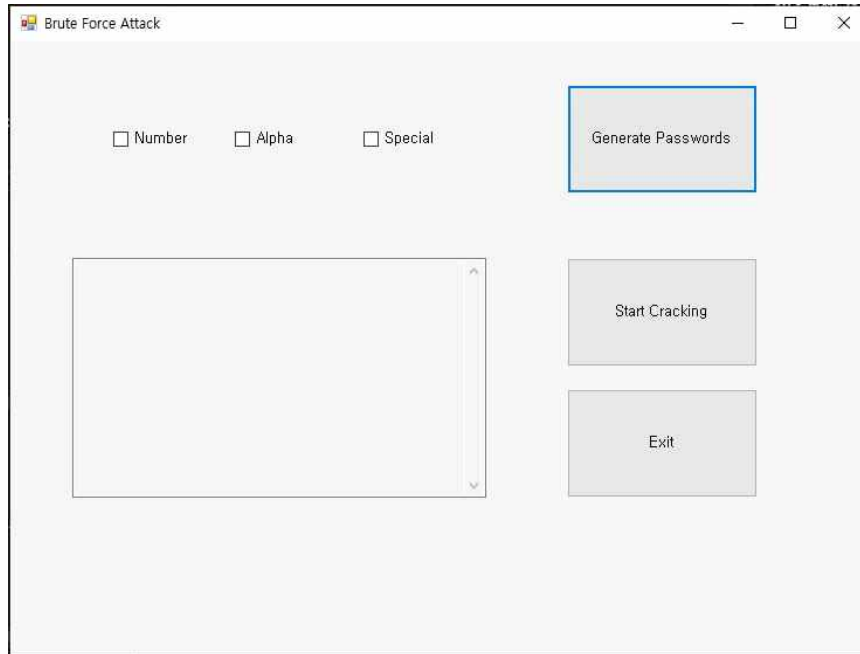 Brute Force Attack
Number Alpha Special
Generate Passwords
Start Cracking
Exit